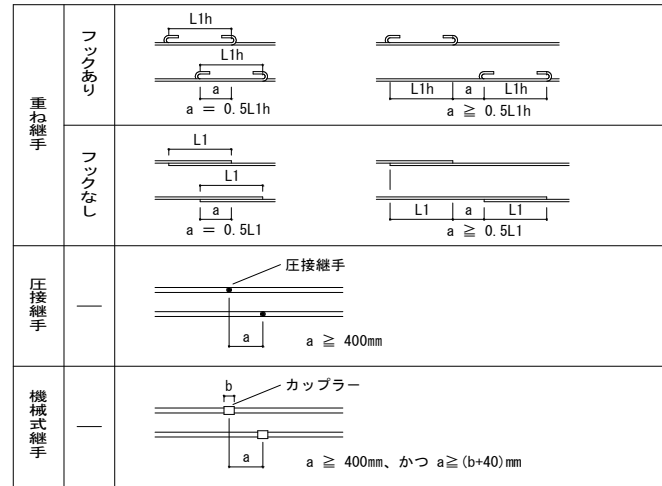 重ね継手
フックあり
L1h
L1h
a
a = 0.5L1h
L1h
a
L1h
a ≧ 0.5L1h
フックなし
L1
L1
a
a = 0.5L1
L1
a
L1
a ≧ 0.5L1
圧接継手
―
圧接継手
a
a ≧ 400mm
機械式継手
―
b
カップラー
a
a ≧ 400mm、かつ a≧(b+40)mm